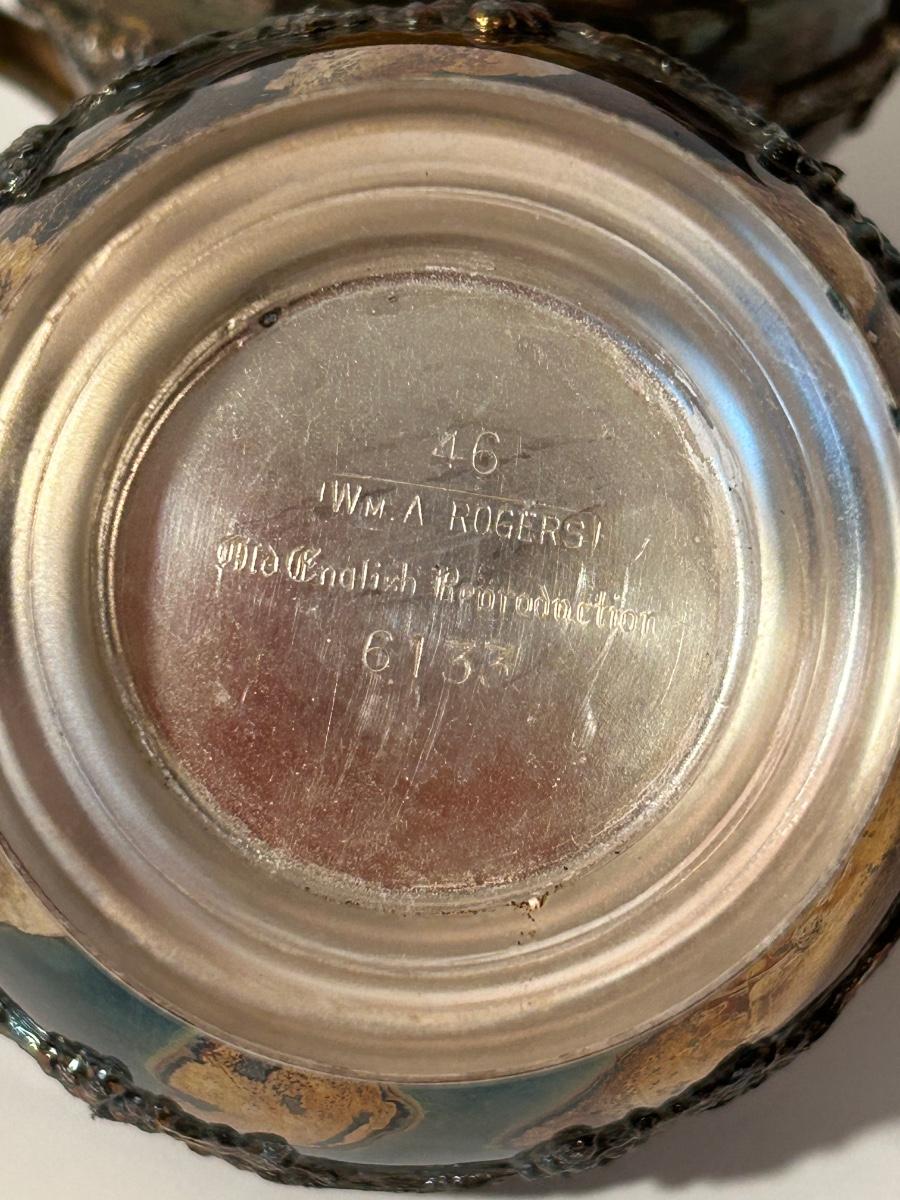 46
WM. A ROGERS
Old English Reproduction
6133